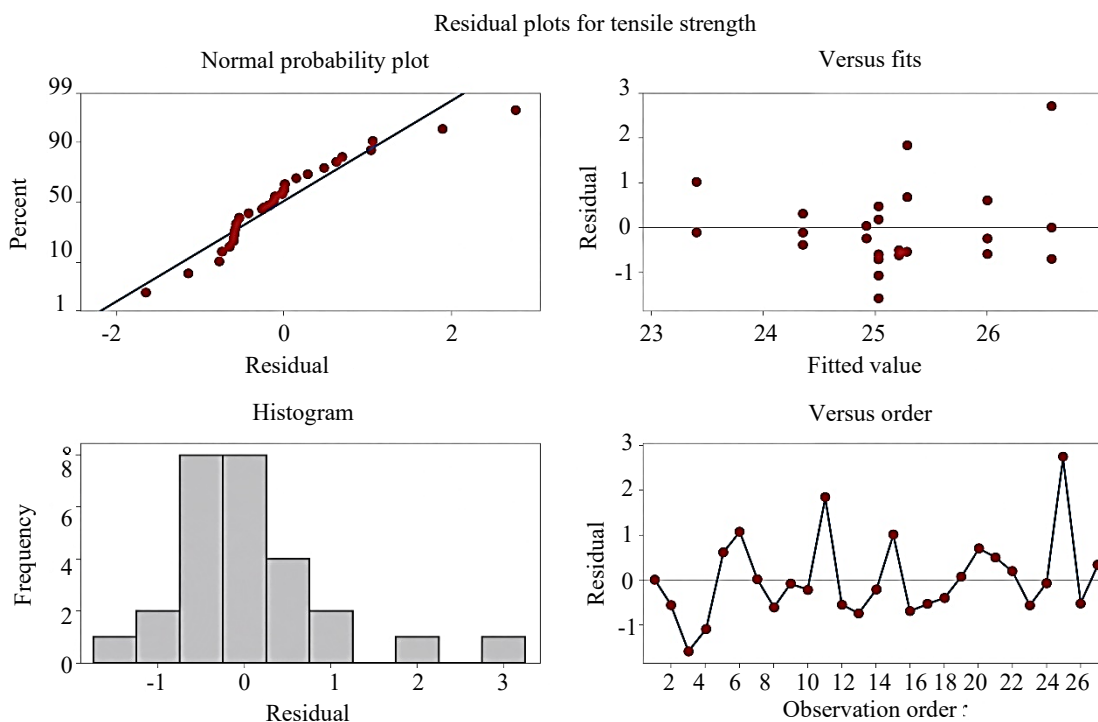 Residual plots for tensile strength
Normal probability plot
99
90
50
10
1
Percent
-2 0 2
Residual
Versus fits
3
2
1
0
-1
Residual
23 24 25 26
Fitted value
Histogram
8
6
4
2
0
Frequency
-1 0 1 2 3
Residual
Versus order
3
2
1
0
-1
Residual
2 4 6 8 10 12 14 16 18 20 22 24 26
Observation order